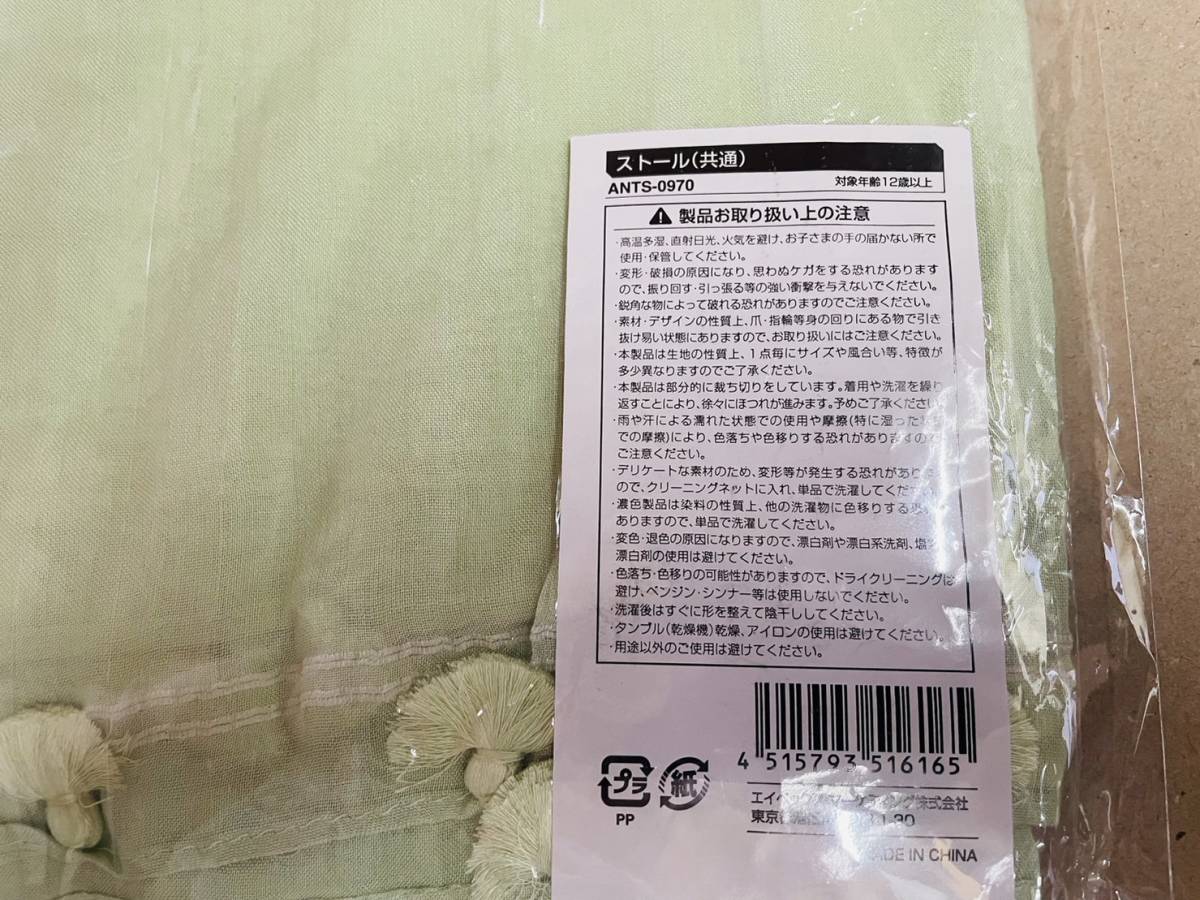 ストール(共通)
ANTS-0970 対象年齢12歳以上
製品お取り扱い上の注意
・高温多湿、直射日光、火気を避け、お子さまの手の届かない所で
使用・保管してください。
・変形・破損の原因になり、思わぬケガをする恐れがあります
ので、振り回す・引っ張る等の強い衝撃を与えないでください。
・鋭角な物によって破れる恐れがありますのでご注意ください。
・素材・デザインの性質上、爪・指輪等身の回りにある物で引き
抜け易い状態にありますので、お取り扱いにはご注意ください。
・本製品は生地の性質上、1点毎にサイズや風合い等、特徴が
多少異なりますのでご了承ください。
・本製品は部分的に裁ち切りをしています。着用や洗濯を繰り
返すことにより、徐々にほつれが進みます。予めご了承ください
・雨や汗による濡れた状態での使用や摩擦(特に湿った状態
での摩擦)により、色落ちや色移りする恐れがありますので
ご注意ください。
・デリケートな素材のため、変形等が発生する恐れがありま
ので、クリーニングネットに入れ、単品で洗濯してくだ
・濃色製品は染料の性質上、他の洗濯物に色移りする恐
ありますので、単品で洗濯してください。
・変色・退色の原因になりますので、漂白剤や漂白系洗剤、塩
漂白剤の使用は避けてください。
・色落ち・色移りの可能性がありますので、ドライクリーニングは
避け、ベンジン・シンナー等は使用しないでください。
・洗濯後はすぐに形を整えて陰干ししてください。
・タンブル(乾燥機)乾燥、アイロンの使用は避けてください。
・用途以外のご使用は避けてください。
4 515793 516165
プラ 紙
PP
エイベックス・マーケティング株式会社
東京都港区
MADE IN CHINA